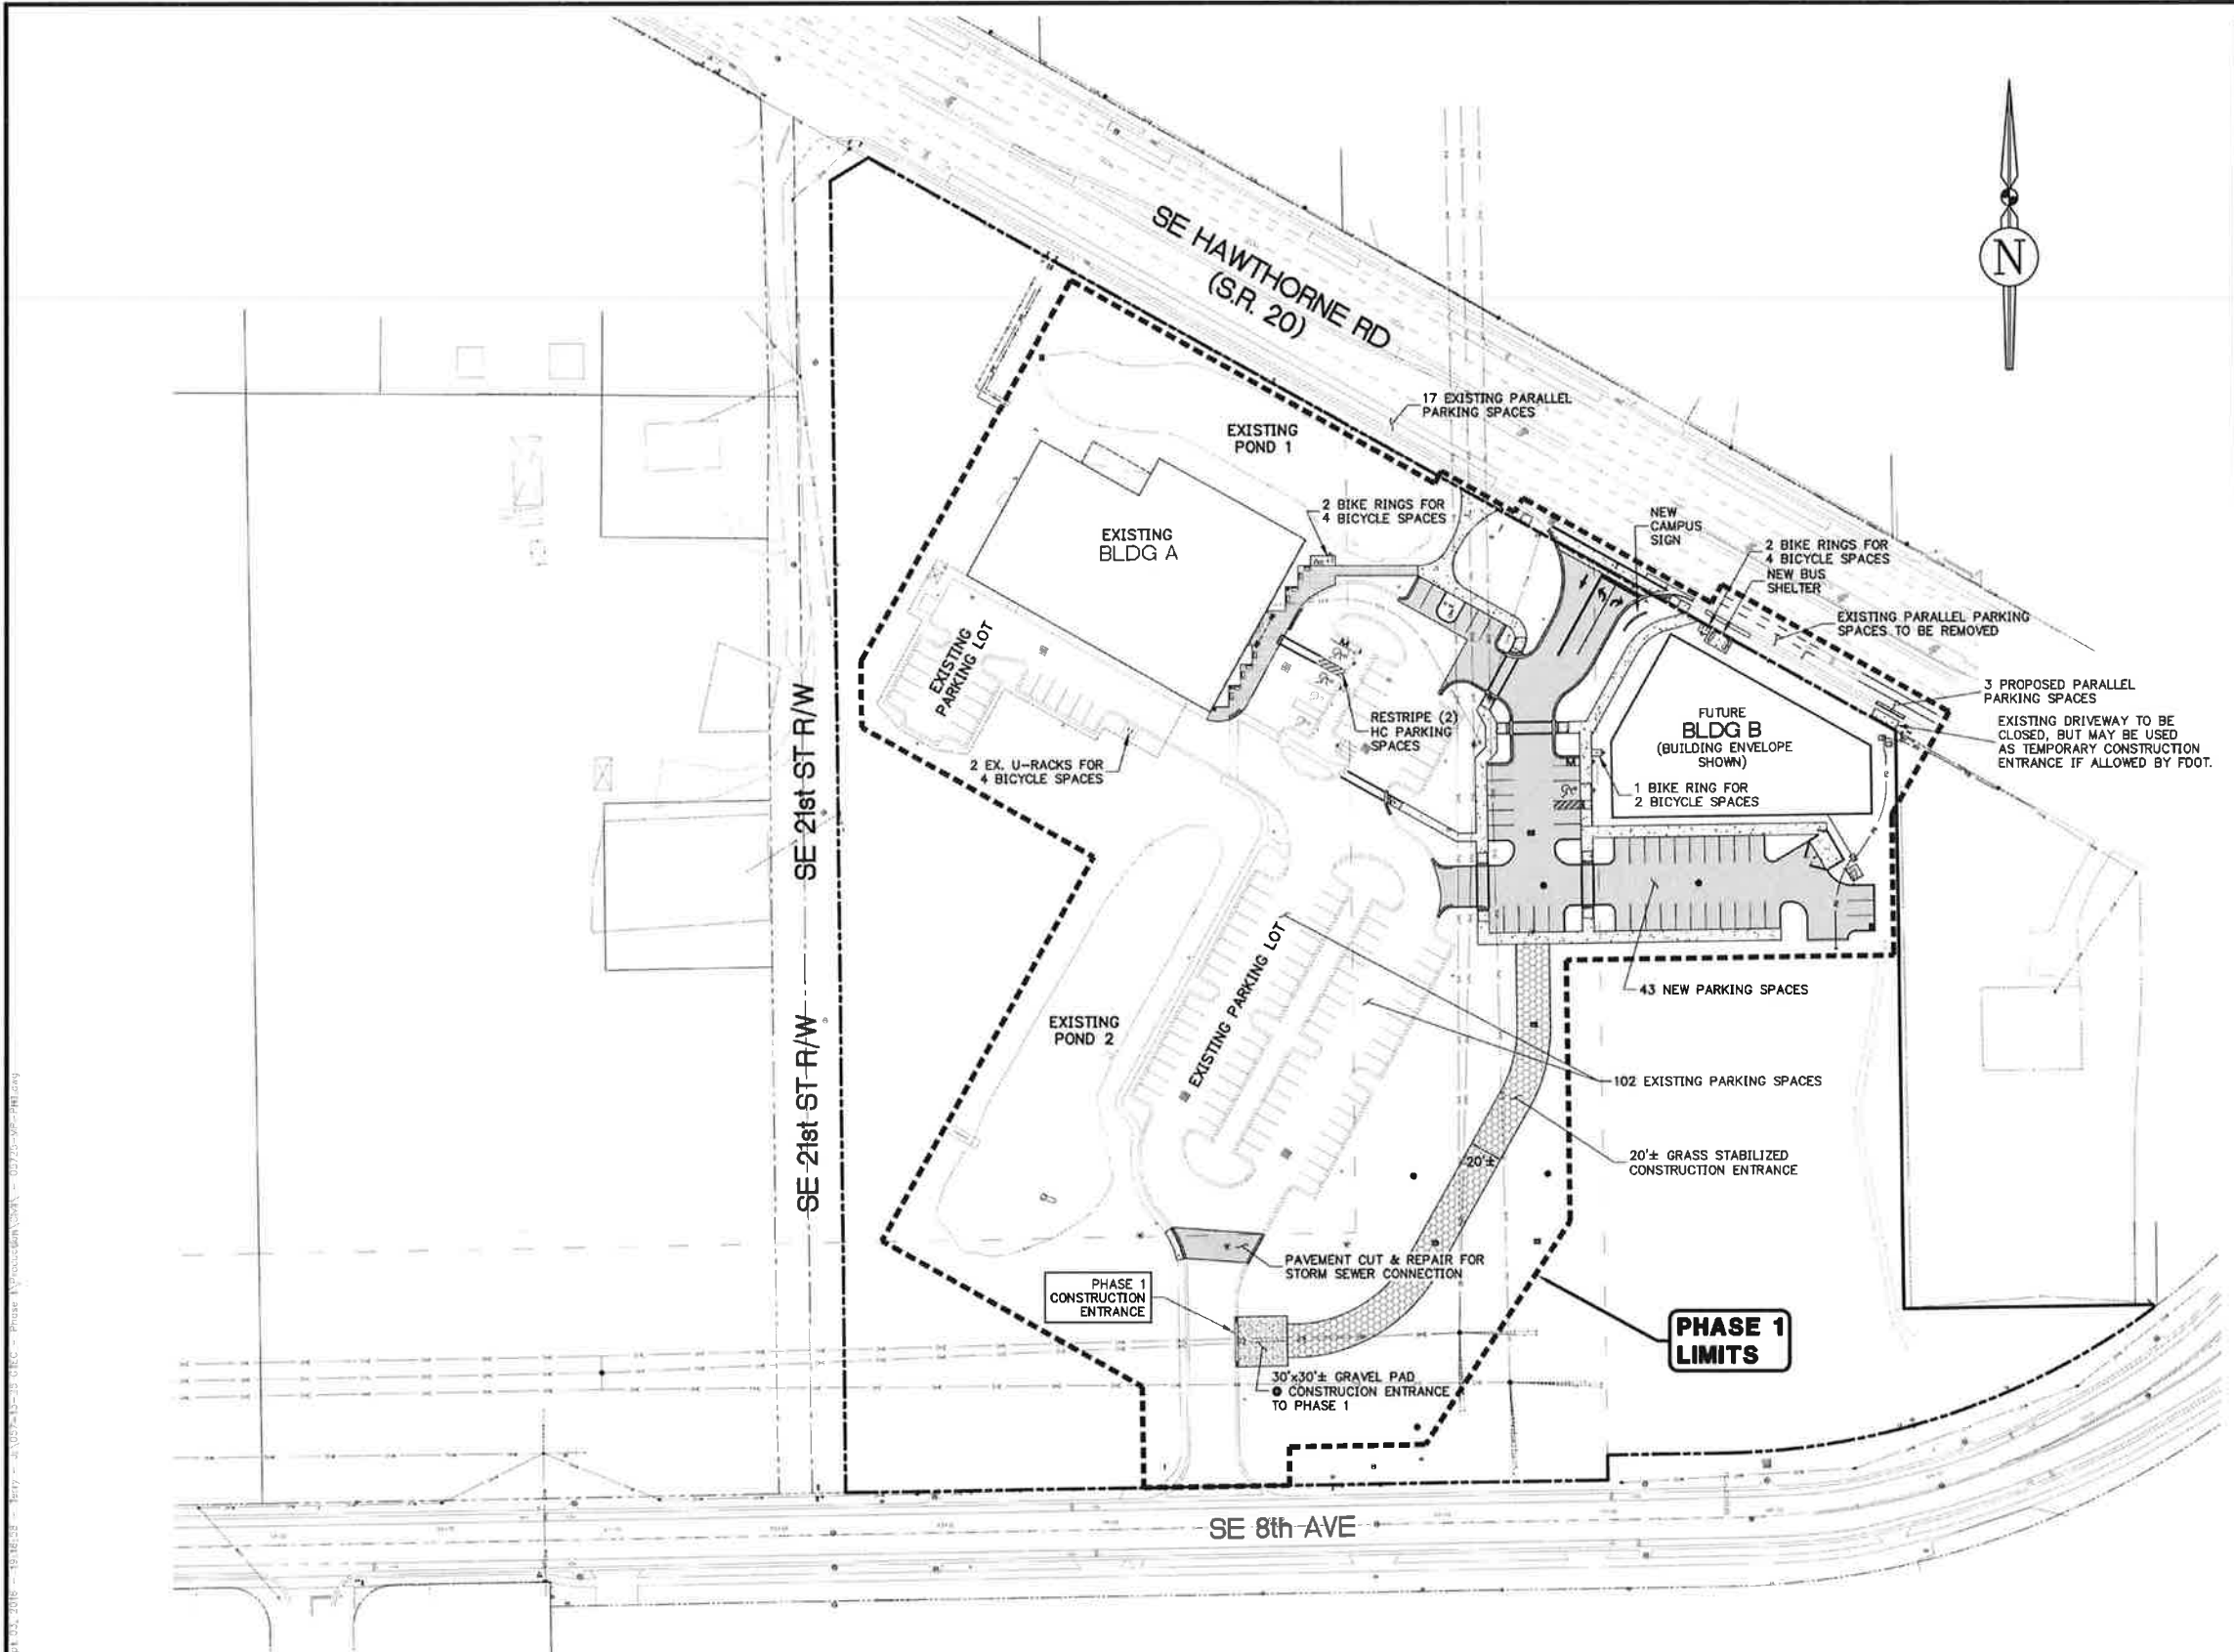 N
SE HAWTHORNE RD
(S.R. 20)
17 EXISTING PARALLEL
PARKING SPACES
EXISTING
POND 1
2 BIKE RINGS FOR
4 BICYCLE SPACES
NEW
CAMPUS
SIGN
2 BIKE RINGS FOR
4 BICYCLE SPACES
NEW BUS
SHELTER
EXISTING PARALLEL PARKING
SPACES TO BE REMOVED
EXISTING
BLDG A
EXISTING
PARKING LOT
3 PROPOSED PARALLEL
PARKING SPACES
EXISTING DRIVEWAY TO BE
CLOSED, BUT MAY BE USED
AS TEMPORARY CONSTRUCTION
ENTRANCE IF ALLOWED BY FDOT.
RESTRIPE (2)
HC PARKING
SPACES
FUTURE
BLDG B
(BUILDING ENVELOPE
SHOWN)
2 EX. U-RACKS FOR
4 BICYCLE SPACES
1 BIKE RING FOR
2 BICYCLE SPACES
SE 21st ST R/W
SE 21st ST R/W
EXISTING PARKING LOT
43 NEW PARKING SPACES
EXISTING
POND 2
102 EXISTING PARKING SPACES
20'± GRASS STABILIZED
CONSTRUCTION ENTRANCE
20'±
PAVEMENT CUT & REPAIR FOR
STORM SEWER CONNECTION
PHASE 1
CONSTRUCTION
ENTRANCE
PHASE 1
LIMITS
30'x30'± GRAVEL PAD
@ CONSTRUCION ENTRANCE
TO PHASE 1
SE 8th AVE